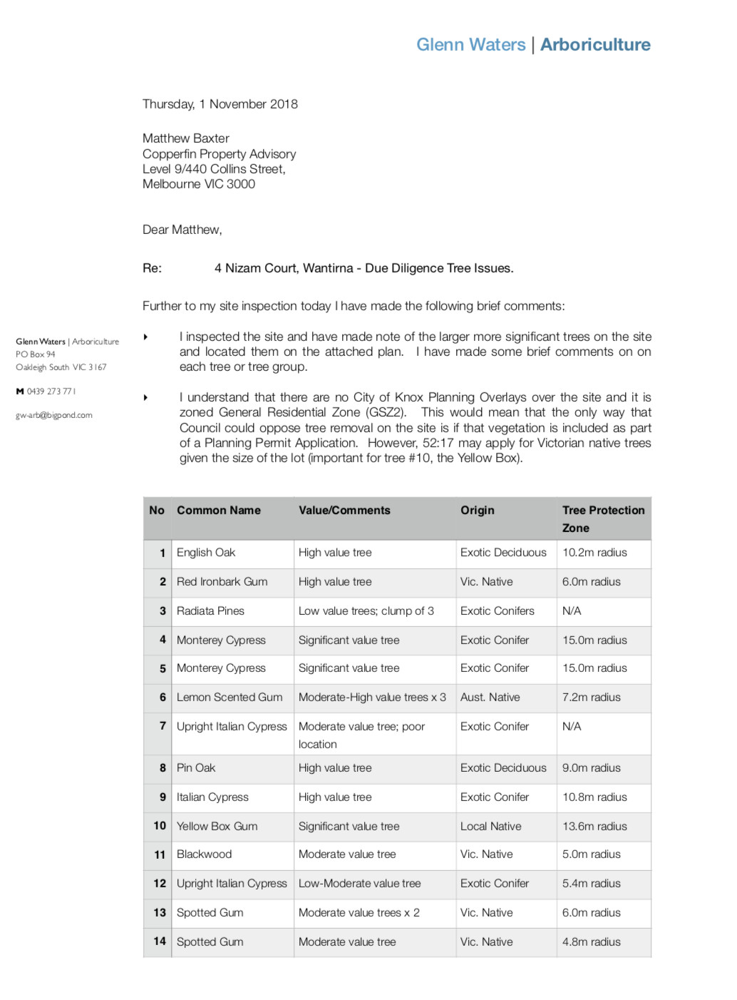 Glenn Waters | Arboriculture
Thursday, 1 November 2018
Matthew Baxter
Copperfin Property Advisory
Level 9/440 Collins Street,
Melbourne VIC 3000
Dear Matthew,
Re: 4 Nizam Court, Wantirna - Due Diligence Tree Issues.
Further to my site inspection today I have made the following brief comments:
Glenn Waters | Arboriculture
PO Box 94
Oakleigh South VIC 3167
M 0439 273 771
gw-arb@bigpond.com
‣ I inspected the site and have made note of the larger more significant trees on the site
and located them on the attached plan. I have made some brief comments on on
each tree or tree group.
‣ I understand that there are no City of Knox Planning Overlays over the site and it is
zoned General Residential Zone (GSZ2). This would mean that the only way that
Council could oppose tree removal on the site is if that vegetation is included as part
of a Planning Permit Application. However, 52:17 may apply for Victorian native trees
given the size of the lot (important for tree #10, the Yellow Box).
No Common Name Value/Comments Origin Tree Protection
Zone
1 English Oak High value tree Exotic Deciduous 10.2m radius
2 Red Ironbark Gum High value tree Vic. Native 6.0m radius
3 Radiata Pines Low value trees; clump of 3 Exotic Conifers N/A
4 Monterey Cypress Significant value tree Exotic Conifer 15.0m radius
5 Monterey Cypress Significant value tree Exotic Conifer 15.0m radius
6 Lemon Scented Gum Moderate-High value trees x 3 Aust. Native 7.2m radius
7 Upright Italian Cypress Moderate value tree; poor Exotic Conifer N/A
location
8 Pin Oak High value tree Exotic Deciduous 9.0m radius
9 Italian Cypress High value tree Exotic Conifer 10.8m radius
10 Yellow Box Gum Significant value tree Local Native 13.6m radius
11 Blackwood Moderate value tree Vic. Native 5.0m radius
12 Upright Italian Cypress Low-Moderate value tree Exotic Conifer 5.4m radius
13 Spotted Gum Moderate value trees x 2 Vic. Native 6.0m radius
14 Spotted Gum Moderate value tree Vic. Native 4.8m radius